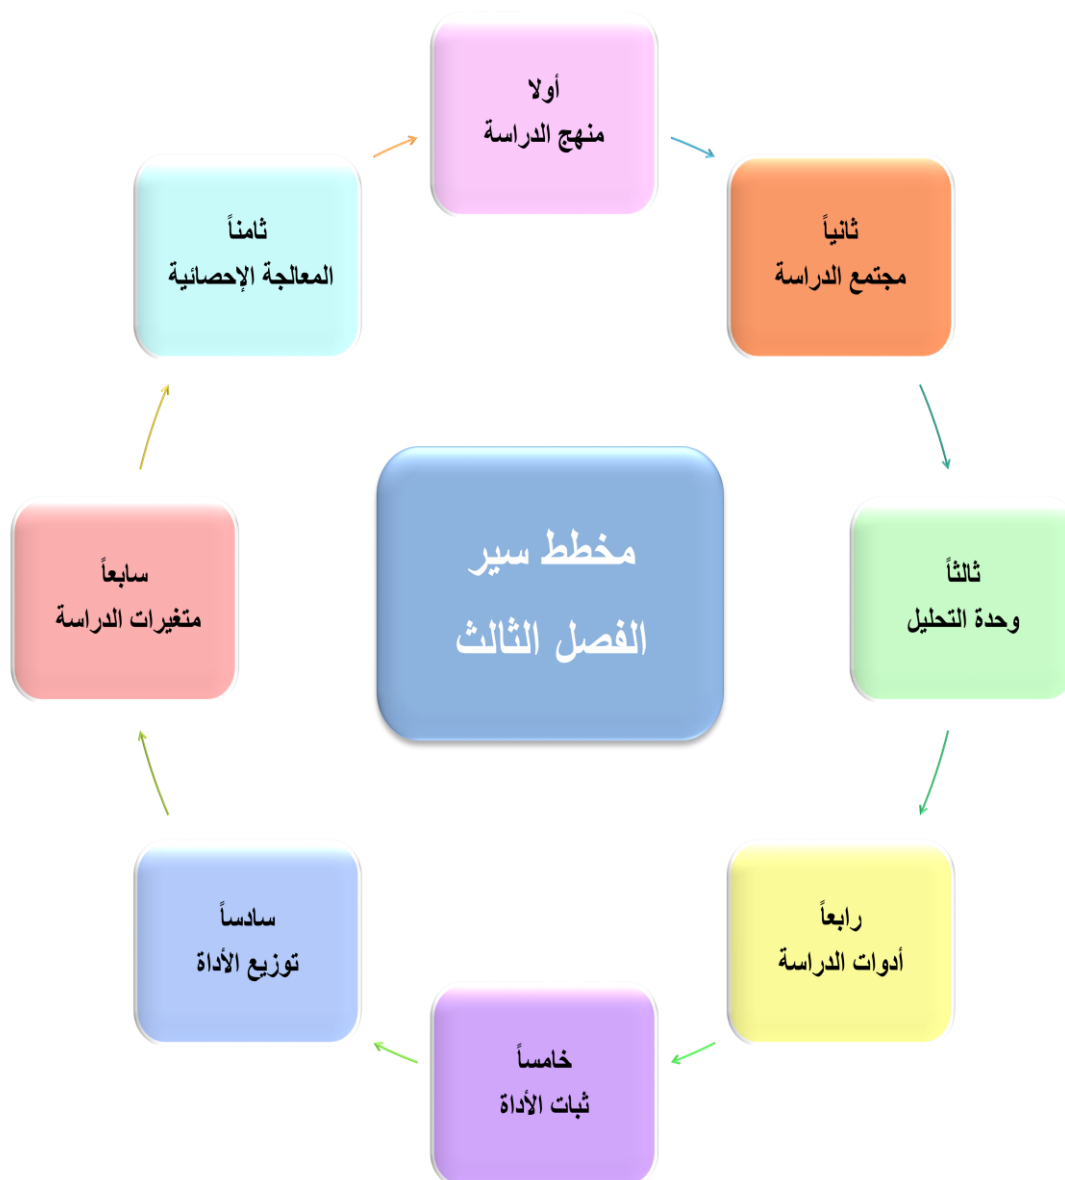 أولا
منهج الدراسة
ثانياً
مجتمع الدراسة
ثالثاً
وحدة التحليل
رابعاً
أدوات الدراسة
خامساً
ثبات الأداة
سادساً
توزيع الأداة
سابعاً
متغيرات الدراسة
ثامناً
المعالجة الإحصائية
مخطط سير
الفصل الثالث